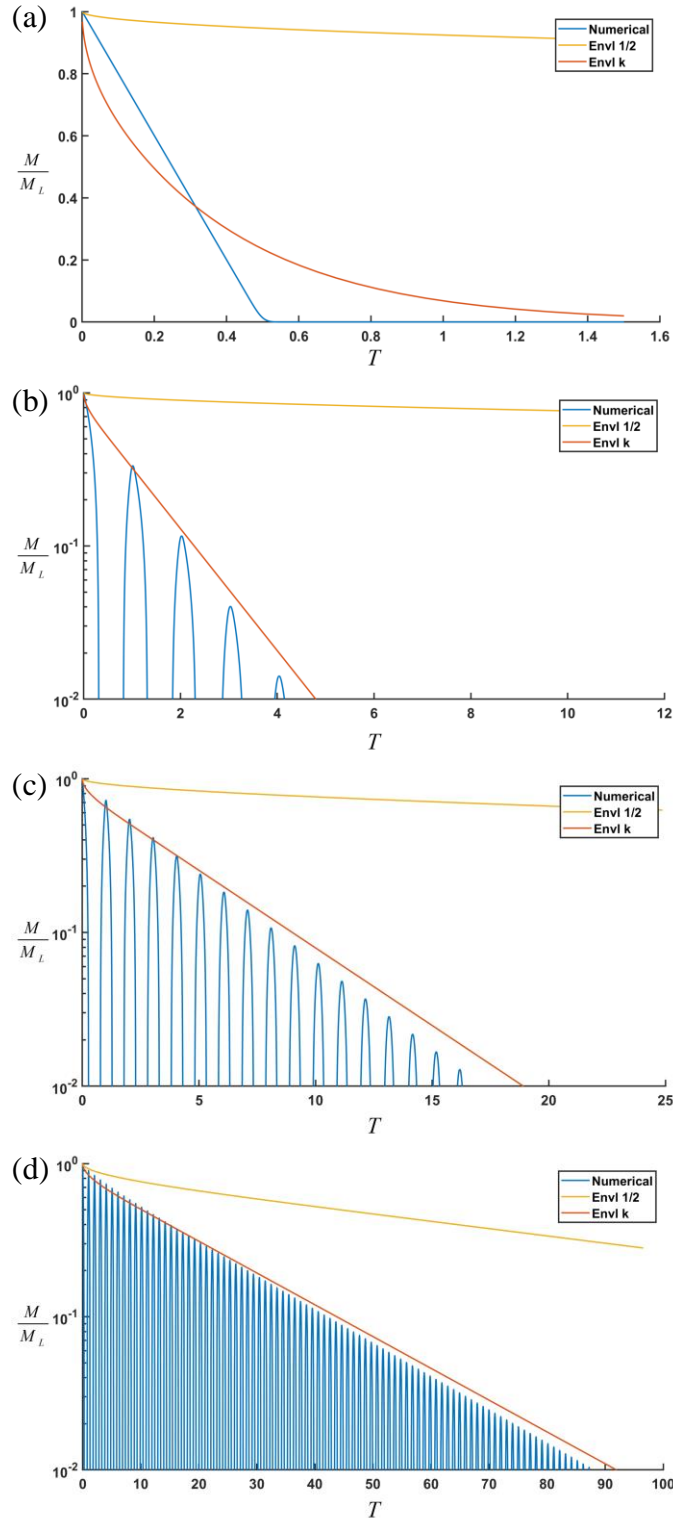 (a)
1
0.8
0.6
0.4
0.2
0
M
M L
0 0.2 0.4 0.6 0.8 1 1.2 1.4 1.6
T
Numerical
Envl 1/2
Envl k
(b)
10^0
10^-1
10^-2
M
M L
0 2 4 6 8 10 12
T
Numerical
Envl 1/2
Envl k
(c)
10^0
10^-1
10^-2
M
M L
0 5 10 15 20 25
T
Numerical
Envl 1/2
Envl k
(d)
10^0
10^-1
10^-2
M
M L
0 10 20 30 40 50 60 70 80 90 100
T
Numerical
Envl 1/2
Envl k